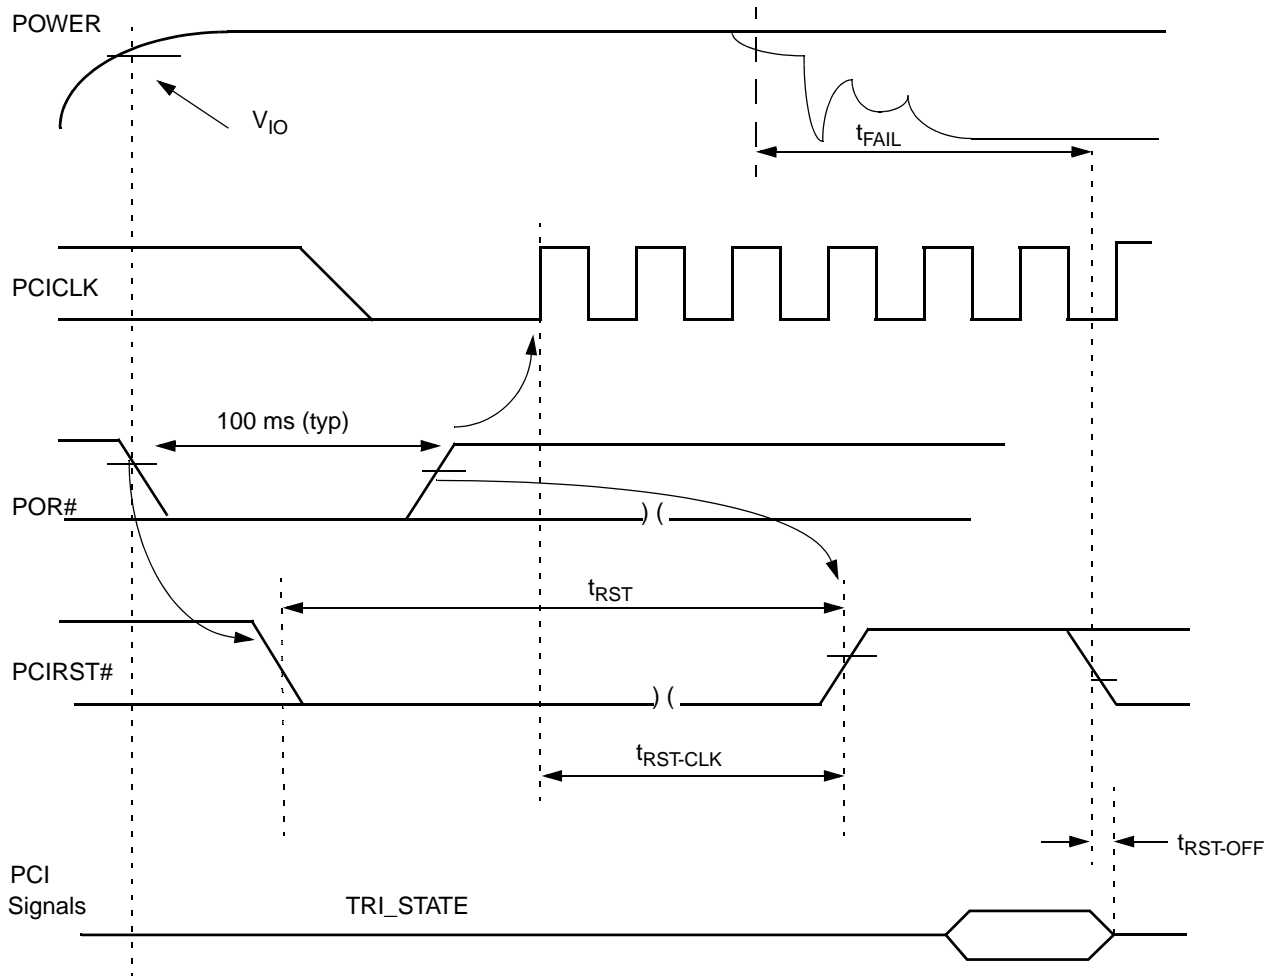 POWER
VIO
tFAIL
PCICLK
100 ms (typ)
POR#
) (
tRST
PCIRST#
) (
tRST-CLK
tRST-OFF
PCI
Signals
TRI_STATE